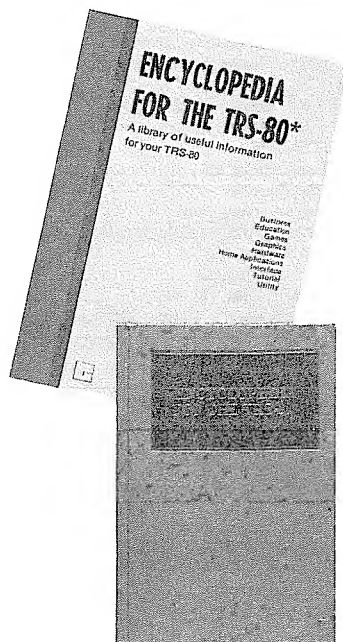 ENCYCLOPEDIA
FOR THE TRS-80*
A library of useful information
for your TRS-80
Business
Education
Games
Graphics
Hardware
Home Applications
Interface
Tutorial
Utility